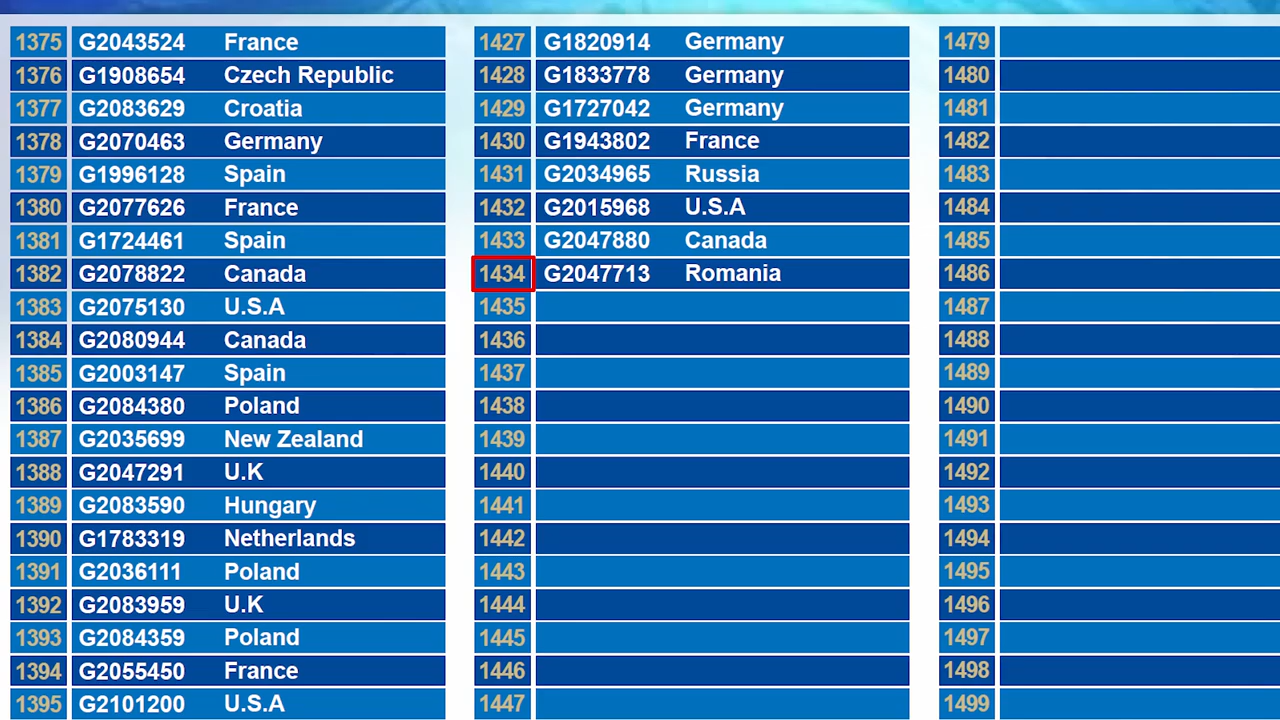 1375 G2043524 France
1376 G1908654 Czech Republic
1377 G2083629 Croatia
1378 G2070463 Germany
1379 G1996128 Spain
1380 G2077626 France
1381 G1724461 Spain
1382 G2078822 Canada
1383 G2075130 U.S.A
1384 G2080944 Canada
1385 G2003147 Spain
1386 G2084380 Poland
1387 G2035699 New Zealand
1388 G2047291 U.K
1389 G2083590 Hungary
1390 G1783319 Netherlands
1391 G2036111 Poland
1392 G2083959 U.K
1393 G2084359 Poland
1394 G2055450 France
1395 G2101200 U.S.A
1427 G1820914 Germany
1428 G1833778 Germany
1429 G1727042 Germany
1430 G1943802 France
1431 G2034965 Russia
1432 G2015968 U.S.A
1433 G2047880 Canada
1434 G2047713 Romania
1435
1436
1437
1438
1439
1440
1441
1442
1443
1444
1445
1446
1447
1479
1480
1481
1482
1483
1484
1485
1486
1487
1488
1489
1490
1491
1492
1493
1494
1495
1496
1497
1498
1499